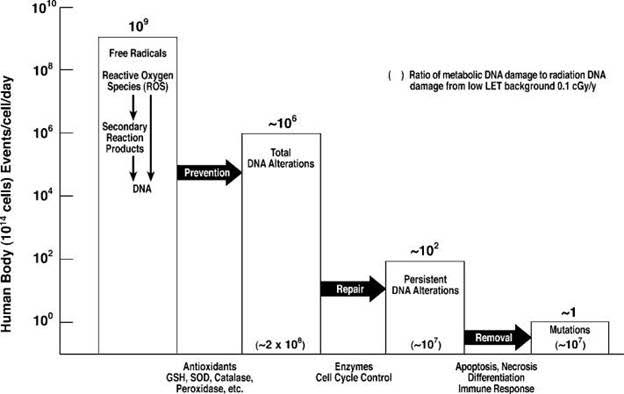 Human Body (10¹⁴ cells) Events/cell/day
10¹⁰
10⁸
10⁶
10⁴
10²
10⁰
10⁹
Free Radicals
Reactive Oxygen
Species (ROS)
Secondary
Reaction
Products
DNA
Prevention
Antioxidants
GSH, SOD, Catalase,
Peroxidase, etc.
~10⁶
Total
DNA Alterations
(~2 x 10⁸)
Repair
Enzymes
Cell Cycle Control
~10²
Persistent
DNA Alterations
(~10⁷)
Removal
Apoptosis, Necrosis
Differentiation
Immune Response
~1
Mutations
(~10⁷)
( ) Ratio of metabolic DNA damage to radiation DNA
damage from low LET background 0.1 cGy/y